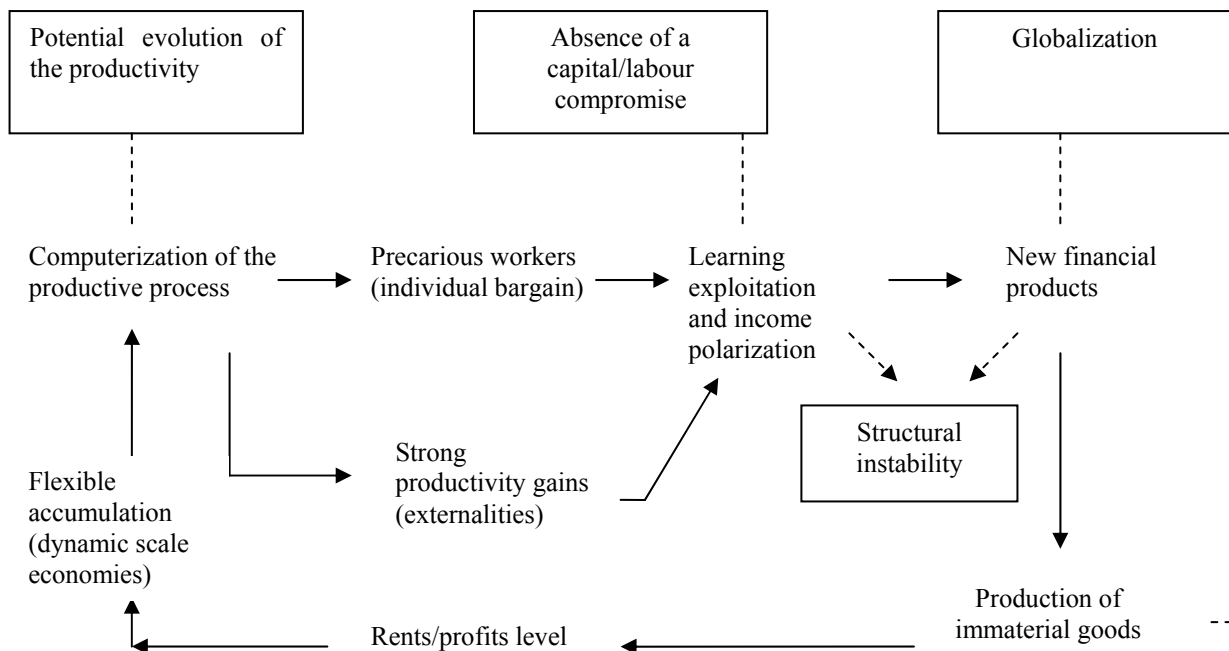 Potential evolution of
the productivity
Absence of a
capital/labour
compromise
Globalization
Computerization of the
productive process
Precarious workers
(individual bargain)
Learning
exploitation
and income
polarization
New financial
products
Structural
instability
Strong
productivity gains
(externalities)
Flexible
accumulation
(dynamic scale
economies)
Production of
immaterial goods
Rents/profits level